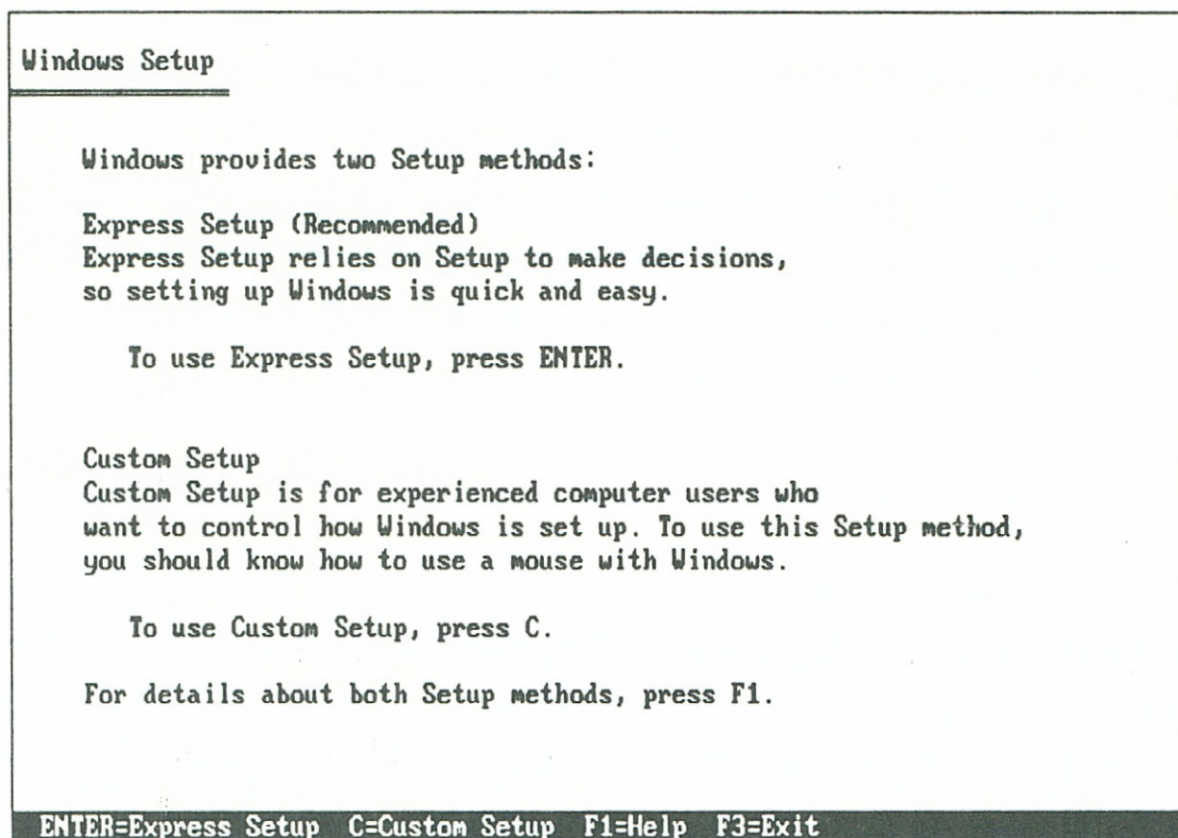 Windows Setup
Windows provides two Setup methods:
Express Setup (Recommended)
Express Setup relies on Setup to make decisions,
so setting up Windows is quick and easy.
To use Express Setup, press ENTER.
Custom Setup
Custom Setup is for experienced computer users who
want to control how Windows is set up. To use this Setup method,
you should know how to use a mouse with Windows.
To use Custom Setup, press C.
For details about both Setup methods, press F1.
ENTER=Express Setup C=Custom Setup F1=Help F3=Exit